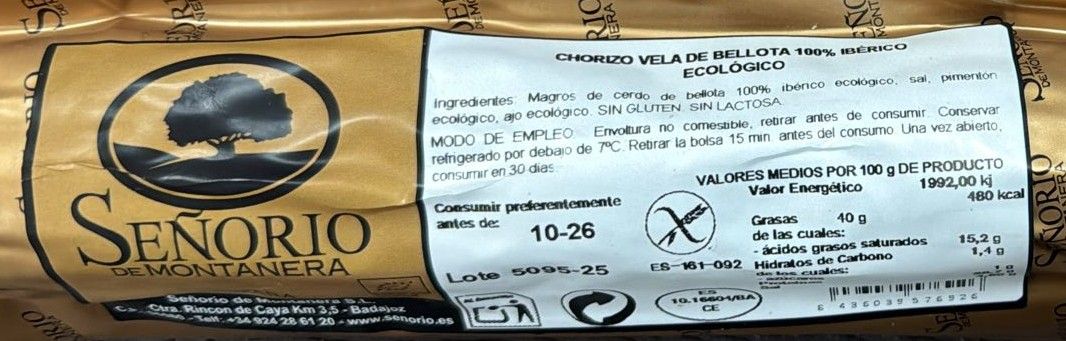 SEÑORIO
DE MONTANERA
Ctra. Rincon de Caya Km 3,5 - Badajoz
Telf: +34 924 28 61 20 - www.senorio.es
CHORIZO VELA DE BELLOTA 100% IBÉRICO
ECOLÓGICO
Ingredientes: Magros de cerdo de bellota 100% ibérico ecológico, sal, pimentón
ecológico, ajo ecológico. SIN GLUTEN. SIN LACTOSA.
MODO DE EMPLEO Envoltura no comestible, retirar antes de consumir. Conservar
refrigerado por debajo de 7ºC. Retirar la bolsa 15 min. antes del consumo. Una vez abierto,
consumir en 30 días.
Consumir preferentemente
antes de:
10-26
Lote 5095-25
ES-161-092
VALORES MEDIOS POR 100 g DE PRODUCTO
Valor Energético 1992,00 kj
480 kcal
Grasas 40 g
de las cuales:
- ácidos grasos saturados 15,2 g
Hidratos de Carbono 1,4 g
de los cuales:
ES
10.16604/BA
CE
8 436039 576926